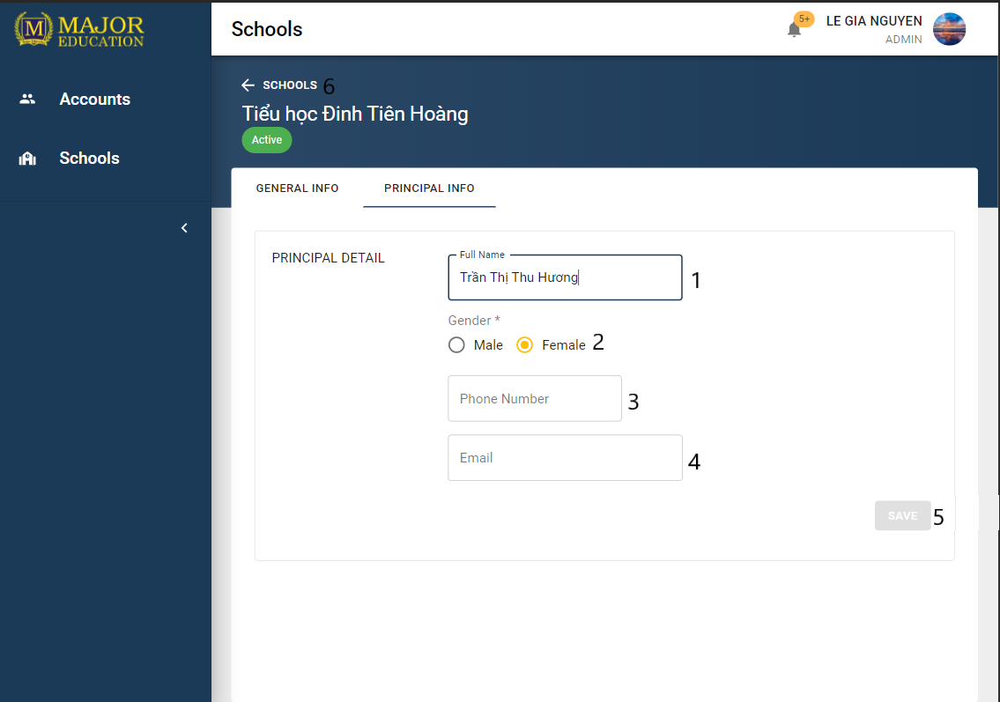 MAJOR
EDUCATION
Schools
5+
LE GIA NGUYEN
ADMIN
Accounts
Schools
SCHOOLS 6
Tiểu học Đinh Tiên Hoàng
Active
GENERAL INFO
PRINCIPAL INFO
PRINCIPAL DETAIL
Full Name
Trần Thị Thu Hương 1
Gender *
Male Female 2
Phone Number 3
Email 4
SAVE 5